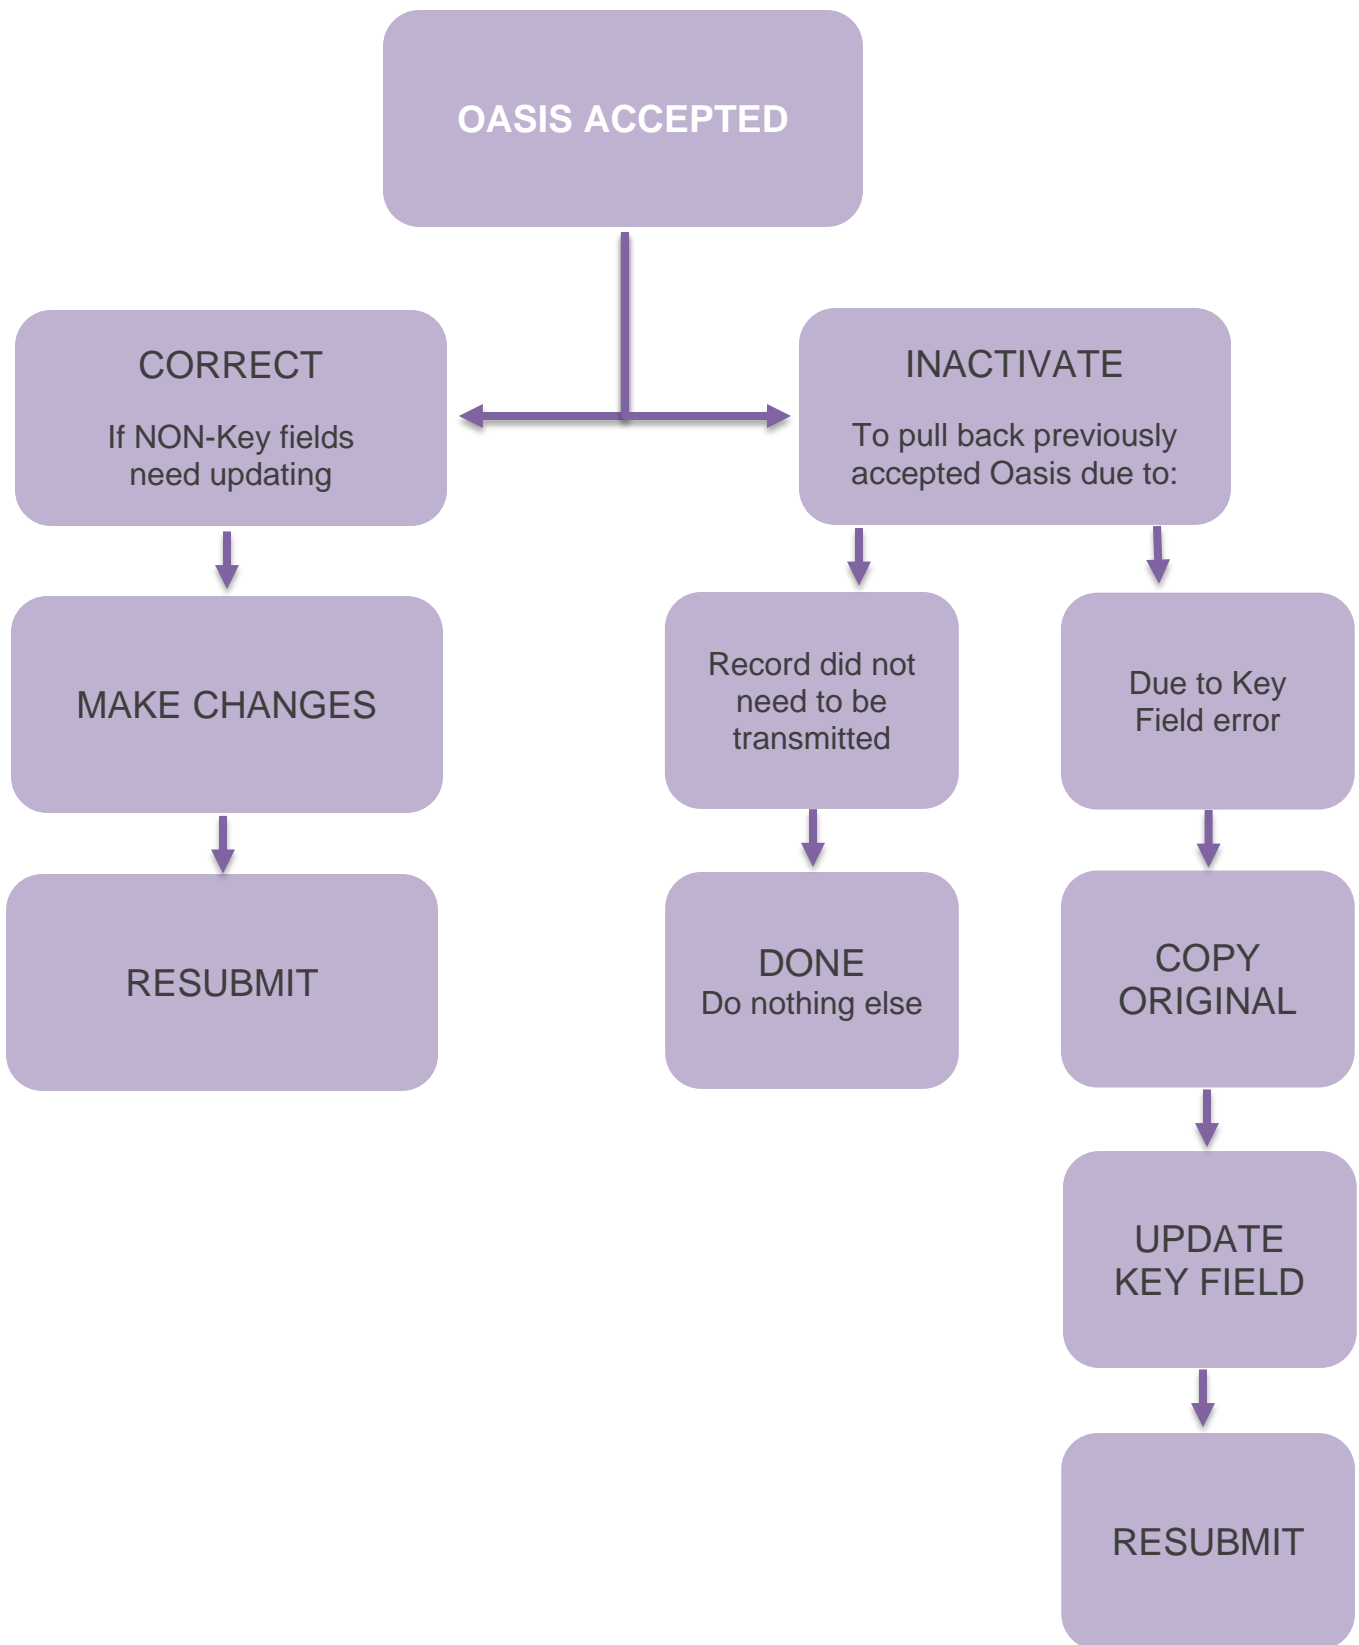 OASIS ACCEPTED
CORRECT
If NON-Key fields
need updating
INACTIVATE
To pull back previously
accepted Oasis due to:
MAKE CHANGES
Record did not
need to be
transmitted
Due to Key
Field error
RESUBMIT
DONE
Do nothing else
COPY
ORIGINAL
UPDATE
KEY FIELD
RESUBMIT